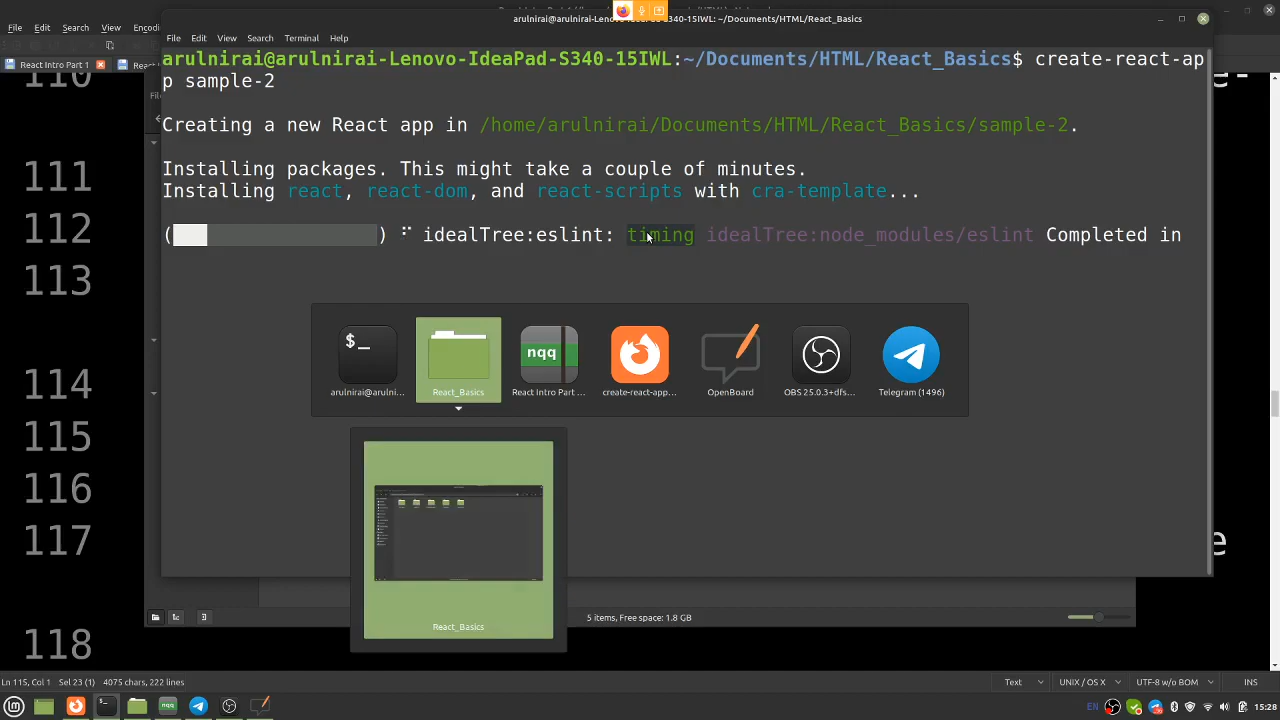 arulnirai@arulnirai-Lenovo-IdeaPad-S340-15IWL: ~/Documents/HTML/React_Basics
File Edit Search View Encodi
File Edit View Search Terminal Help
React Intro Part 1
arulnirai@arulnirai-Lenovo-IdeaPad-S340-15IWL:~/Documents/HTML/React_Basics$ create-react-ap
p sample-2
110
Creating a new React app in /home/arulnirai/Documents/HTML/React_Basics/sample-2.
111
Installing packages. This might take a couple of minutes.
Installing react, react-dom, and react-scripts with cra-template...
112
( ) ⠋ idealTree:eslint: timing idealTree:node_modules/eslint Completed in
113
$_ nqq
arulnirai@arulni... React_Basics React Intro Part ... create-react-app... OpenBoard OBS 25.0.3+dfs... Telegram (1496)
114
115
116
117
React_Basics
5 items, Free space: 1.8 GB
118
Ln 115, Col 1 Sel 23 (1) 4075 chars, 222 lines Text UNIX / OS X UTF-8 w/o BOM INS
nqq EN 15:28